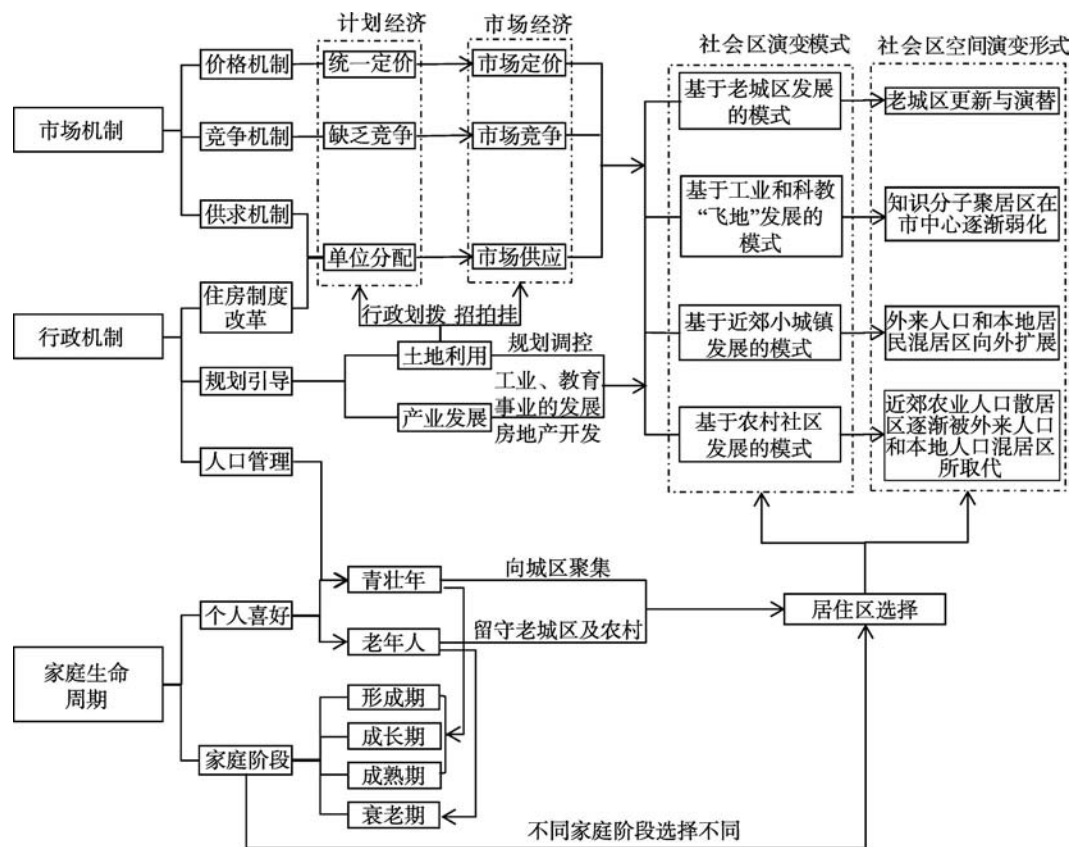 计划经济
市场经济
社会区演变模式
社会区空间演变形式
市场机制
价格机制
统一定价
市场定价
竞争机制
缺乏竞争
市场竞争
供求机制
单位分配
市场供应
基于老城区发展
的模式
老城区更新与演替
基于工业和科教
“飞地”发展的
模式
知识分子聚居区在
市中心逐渐弱化
行政机制
住房制度
改革
规划引导
人口管理
行政划拨
招拍挂
土地利用
规划调控
产业发展
工业、教育
事业的发展
房地产开发
基于近郊小城镇
发展的模式
外来人口和本地居
民混居区向外扩展
基于农村社区
发展的模式
近郊农业人口散居
区逐渐被外来人口
和本地人口混居区
所取代
家庭生命
周期
个人喜好
青壮年
向城区聚集
老年人
留守老城区及农村
居住区选择
家庭阶段
形成期
成长期
成熟期
衰老期
不同家庭阶段选择不同